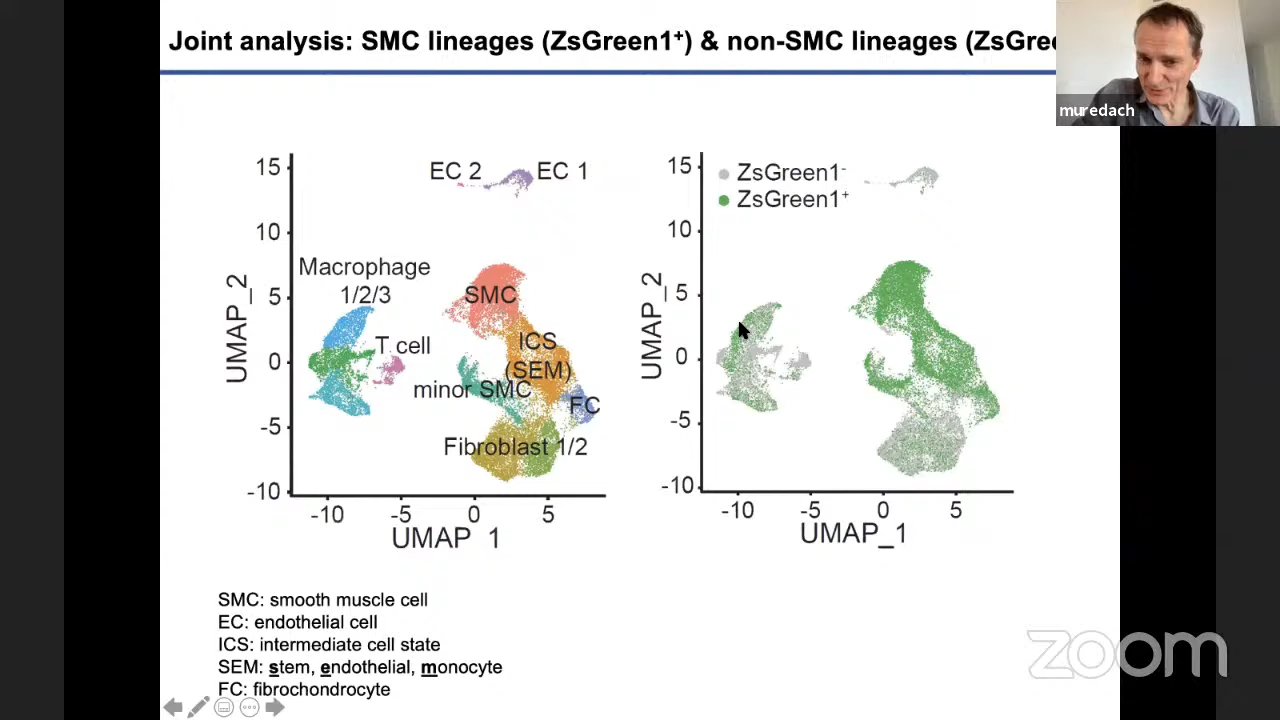 Joint analysis: SMC lineages (ZsGreen1⁺) & non-SMC lineages (ZsGree
muredach
15
10
5
0
-5
-10
UMAP_2
EC 2
EC 1
Macrophage
1/2/3
SMC
T cell
ICS
(SEM)
minor SMC
FC
Fibroblast 1/2
-10
-5
0
5
UMAP_1
15
10
5
0
-5
-10
UMAP_2
ZsGreen1⁻
ZsGreen1⁺
-10
-5
0
5
UMAP_1
SMC: smooth muscle cell
EC: endothelial cell
ICS: intermediate cell state
SEM: stem, endothelial, monocyte
FC: fibrochondrocyte
zoom